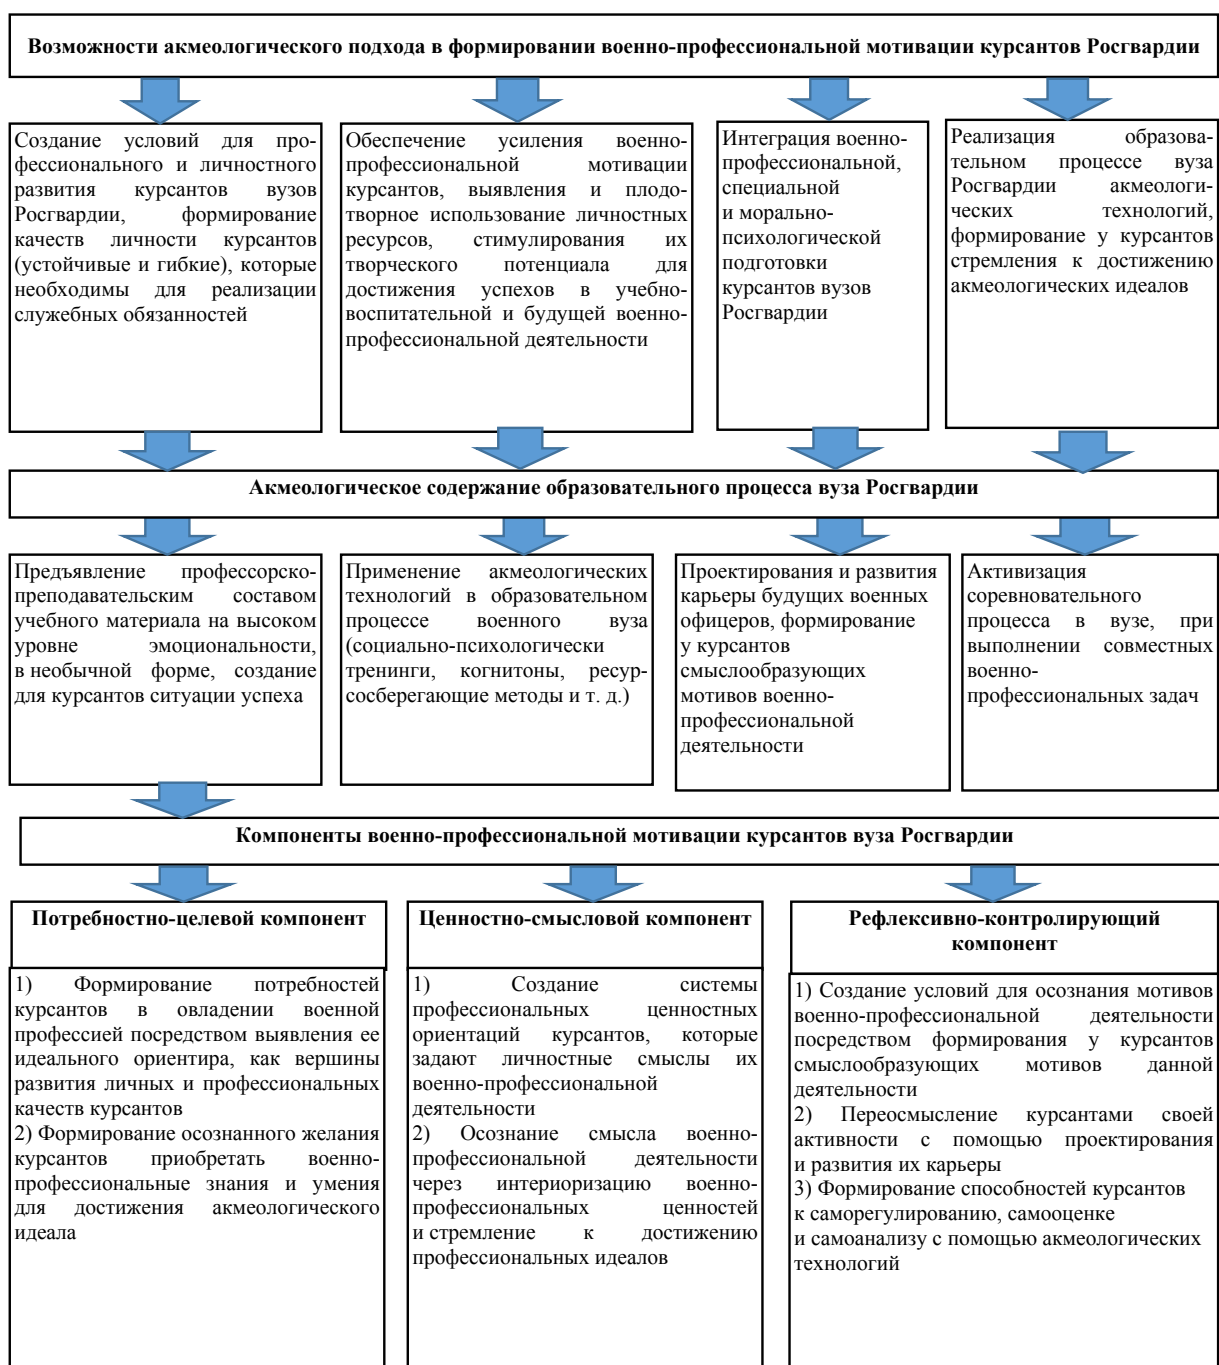 Возможности акмеологического подхода в формировании военно-профессиональной мотивации курсантов Росгвардии
Создание условий для про-
фессионального и личностного
развития курсантов вузов
Росгвардии, формирование
качеств личности курсантов
(устойчивые и гибкие), которые
необходимы для реализации
служебных обязанностей
Обеспечение усиления военно-
профессиональной мотивации
курсантов, выявления и плодо-
творное использование личностных
ресурсов, стимулирования их
творческого потенциала для
достижения успехов в учебно-
воспитательной и будущей военно-
профессиональной деятельности
Интеграция военно-
профессиональной,
специальной
и морально-
психологической
подготовки
курсантов вузов
Росгвардии
Реализация образова-
тельном процессе вуза
Росгвардии акмеологи-
ческих технологий,
формирование у курсантов
стремления к достижению
акмеологических идеалов
Акмеологическое содержание образовательного процесса вуза Росгвардии
Предъявление профессорско-
преподавательским составом
учебного материала на высоком
уровне эмоциональности,
в необычной форме, создание
для курсантов ситуации успеха
Применение акмеологических
технологий в образовательном
процессе военного вуза
(социально-психологически
тренинги, когнитоны, ресур-
сосберегающие методы и т. д.)
Проектирования и развития
карьеры будущих военных
офицеров, формирование
у курсантов
смыслообразующих
мотивов военно-
профессиональной
деятельности
Активизация
соревновательного
процесса в вузе, при
выполнении совместных
военно-
профессиональных задач
Компоненты военно-профессиональной мотивации курсантов вуза Росгвардии
Потребностно-целевой компонент
1) Формирование потребностей
курсантов в овладении военной
профессией посредством выявления ее
идеального ориентира, как вершины
развития личных и профессиональных
качеств курсантов
2) Формирование осознанного желания
курсантов приобретать военно-
профессиональные знания и умения
для достижения акмеологического
идеала
Ценностно-смысловой компонент
1) Создание системы
профессиональных ценностных
ориентаций курсантов, которые
задают личностные смыслы их
военно-профессиональной
деятельности
2) Осознание смысла военно-
профессиональной деятельности
через интериоризацию военно-
профессиональных ценностей
и стремление к достижению
профессиональных идеалов
Рефлексивно-контролирующий
компонент
1) Создание условий для осознания мотивов
военно-профессиональной деятельности
посредством формирования у курсантов
смыслообразующих мотивов данной
деятельности
2) Переосмысление курсантами своей
активности с помощью проектирования
и развития их карьеры
3) Формирование способностей курсантов
к саморегулированию, самооценке
и самоанализу с помощью акмеологических
технологий